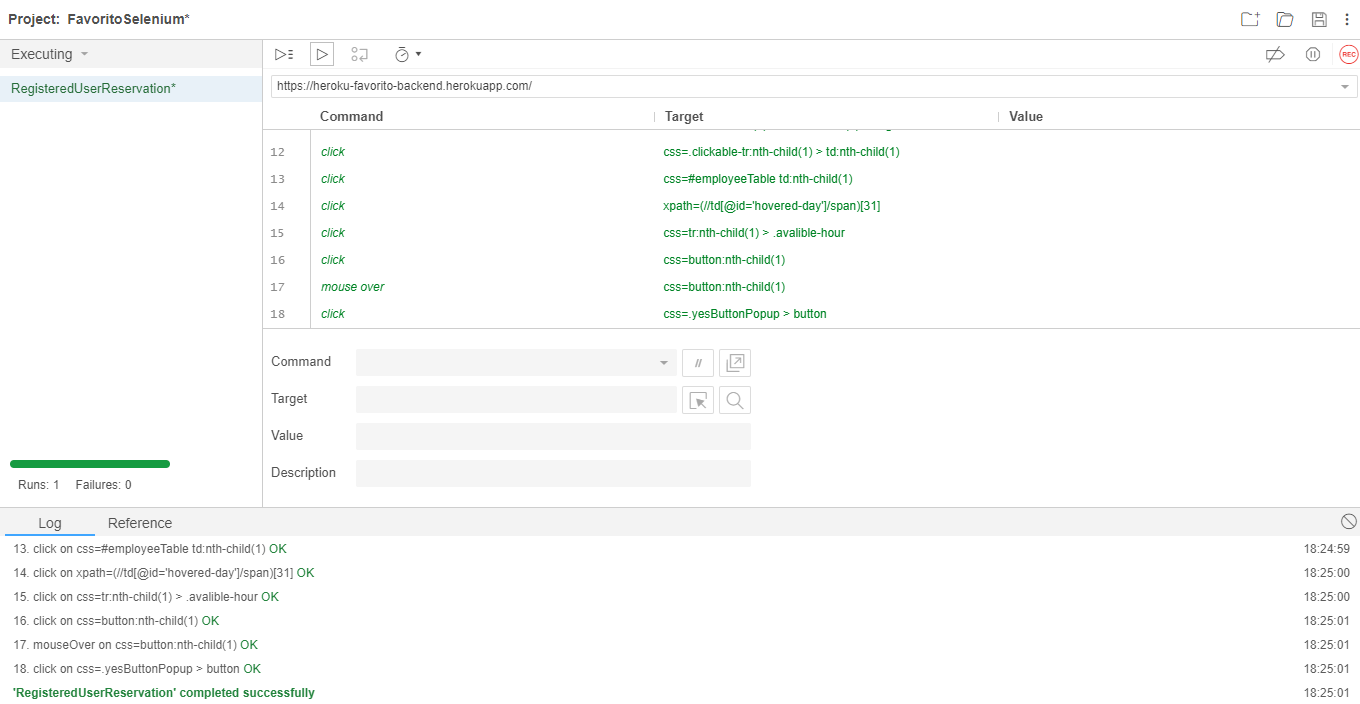 Project: FavoritoSelenium*
Executing
REC
RegisteredUserReservation*
https://heroku-favorito-backend.herokuapp.com/
Command Target Value
12 click css=.clickable-tr:nth-child(1) > td:nth-child(1)
13 click css=#employeeTable td:nth-child(1)
14 click xpath=(//td[@id='hovered-day']/span)[31]
15 click css=tr:nth-child(1) > .avalible-hour
16 click css=button:nth-child(1)
17 mouse over css=button:nth-child(1)
18 click css=.yesButtonPopup > button
Command //
Target
Value
Description
Runs: 1 Failures: 0
Log Reference
13. click on css=#employeeTable td:nth-child(1) OK 18:24:59
14. click on xpath=(//td[@id='hovered-day']/span)[31] OK 18:25:00
15. click on css=tr:nth-child(1) > .avalible-hour OK 18:25:00
16. click on css=button:nth-child(1) OK 18:25:01
17. mouseOver on css=button:nth-child(1) OK 18:25:01
18. click on css=.yesButtonPopup > button OK 18:25:01
'RegisteredUserReservation' completed successfully 18:25:01